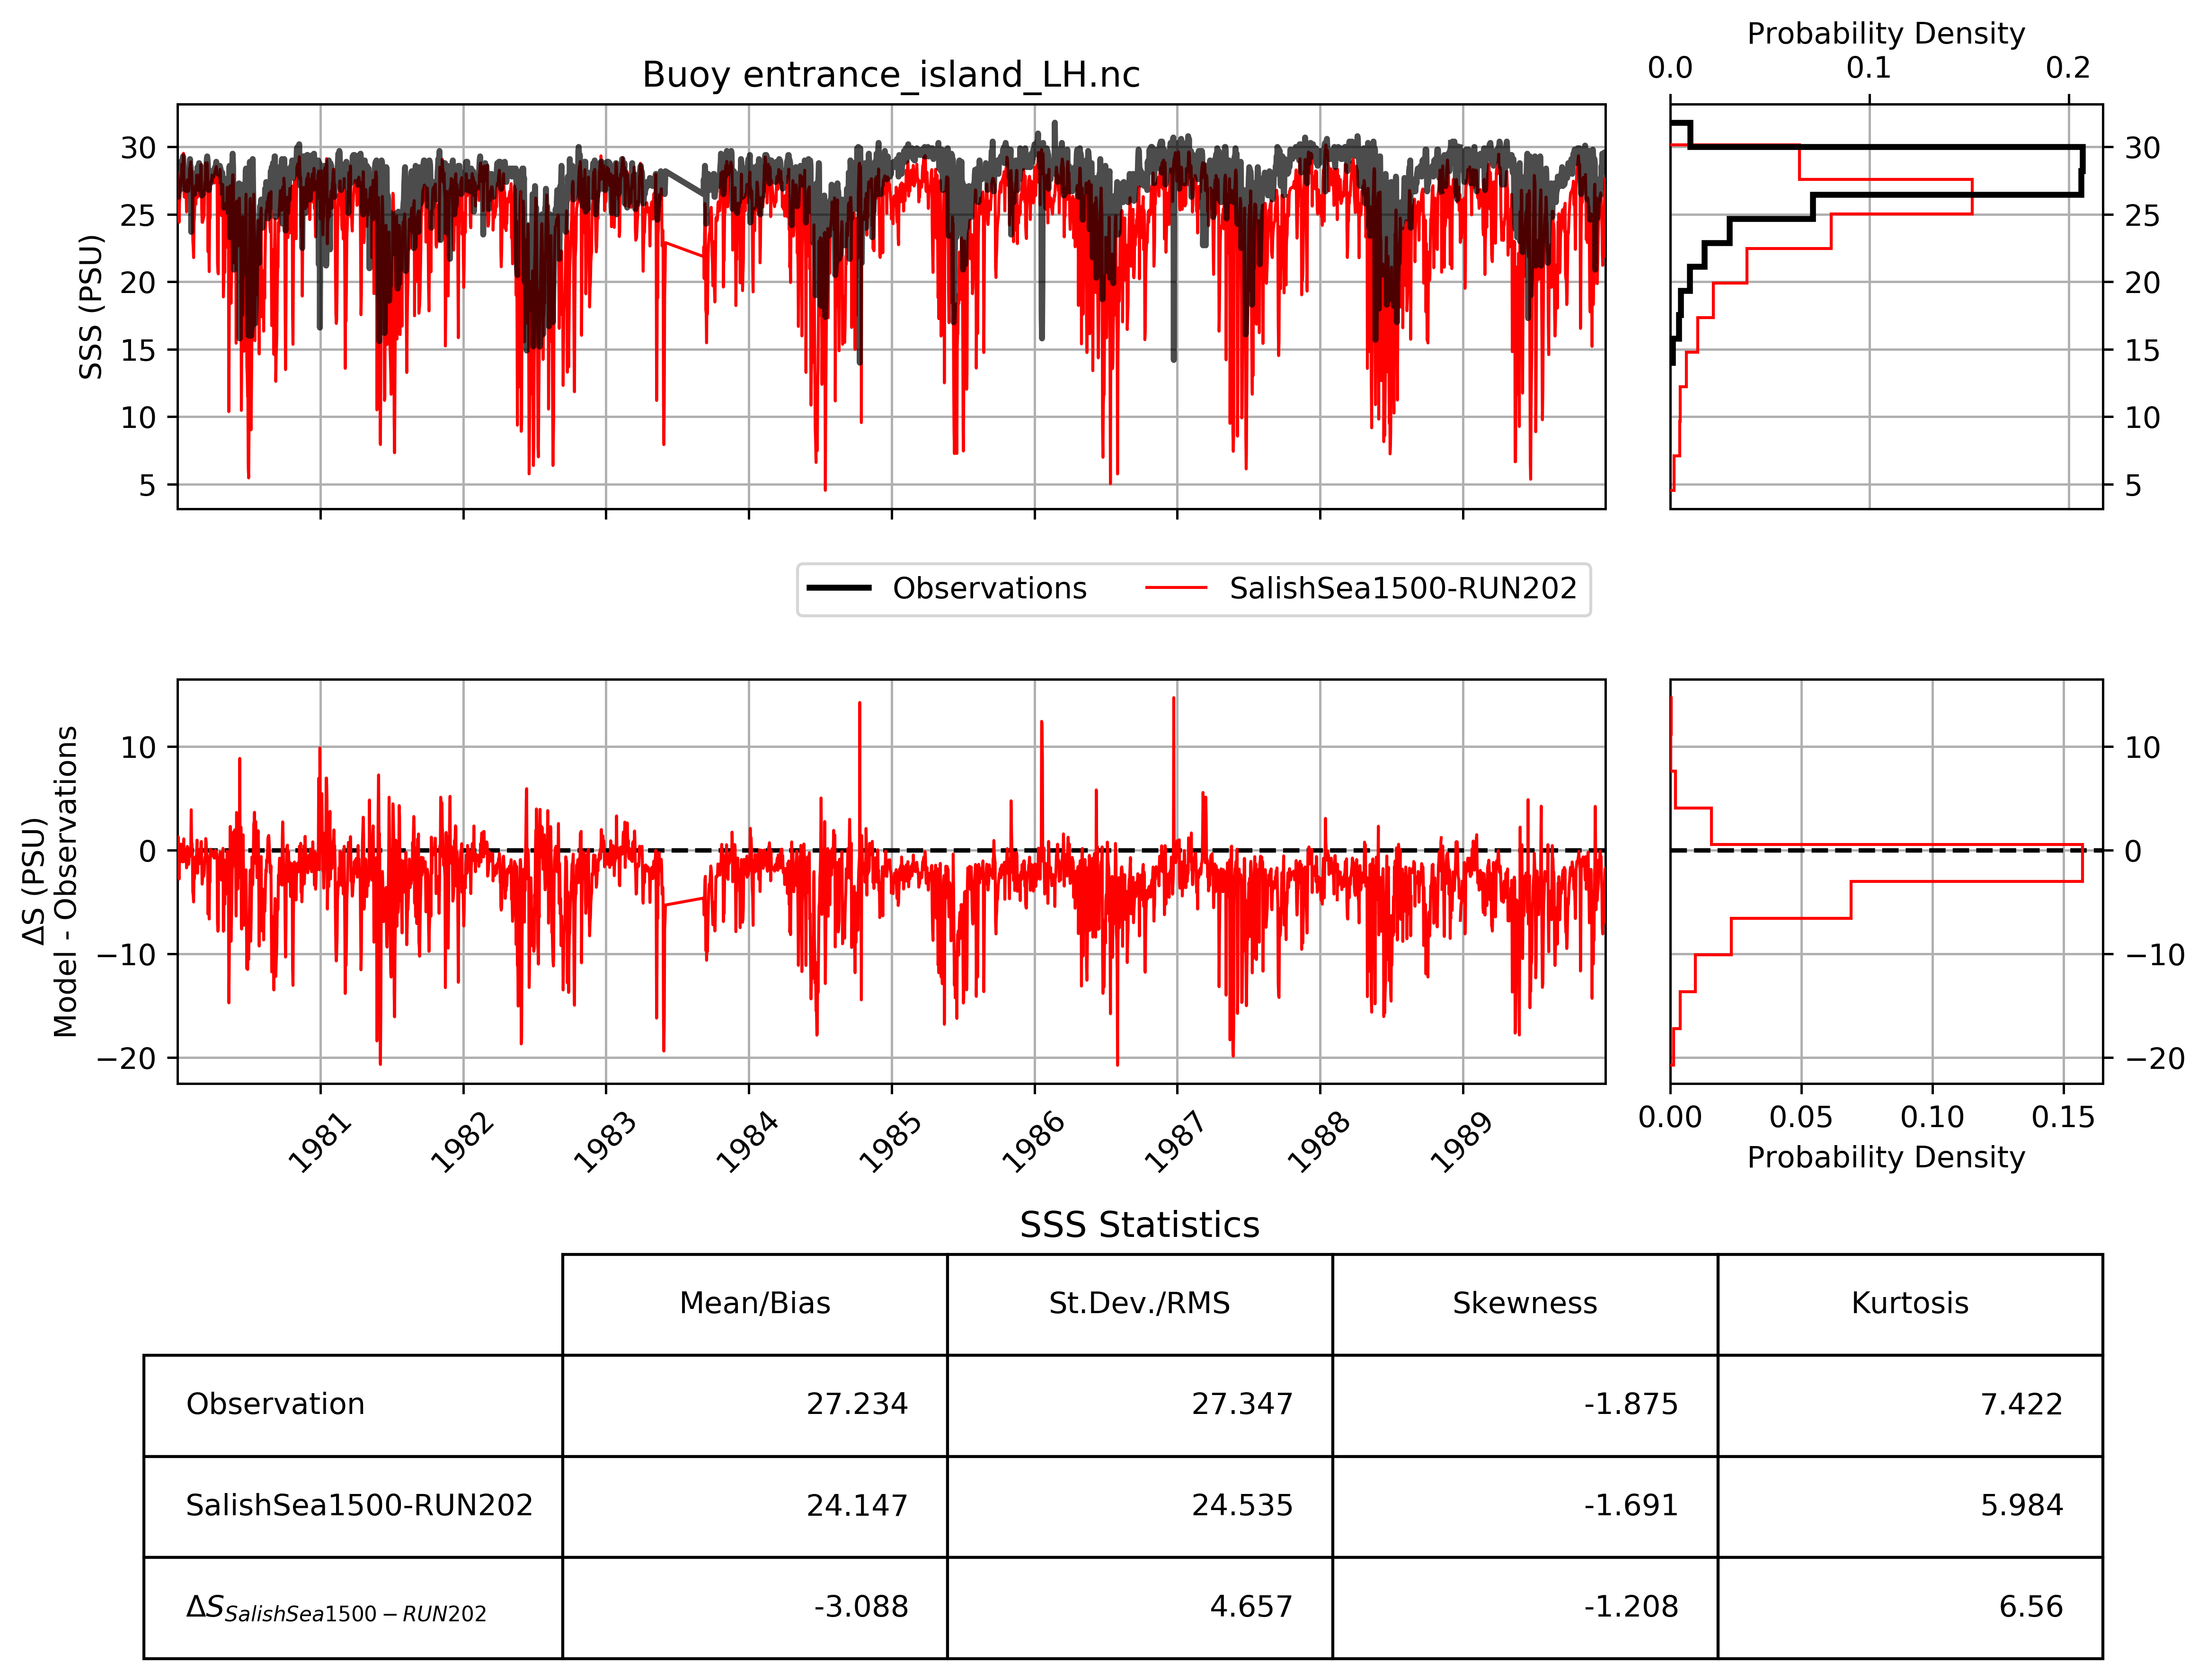 Probability Density
0.0 0.1 0.2
Buoy entrance_island_LH.nc
30
25
20
15
10
5
SSS (PSU)
30
25
20
15
10
5
Observations SalishSea1500-RUN202
10
0
−10
−20
ΔS (PSU)
Model - Observations
10
0
−10
−20
1981 1982 1983 1984 1985 1986 1987 1988 1989
0.00 0.05 0.10 0.15
Probability Density
SSS Statistics
Mean/Bias St.Dev./RMS Skewness Kurtosis
Observation 27.234 27.347 -1.875 7.422
SalishSea1500-RUN202 24.147 24.535 -1.691 5.984
ΔS SalishSea1500−RUN202 -3.088 4.657 -1.208 6.56